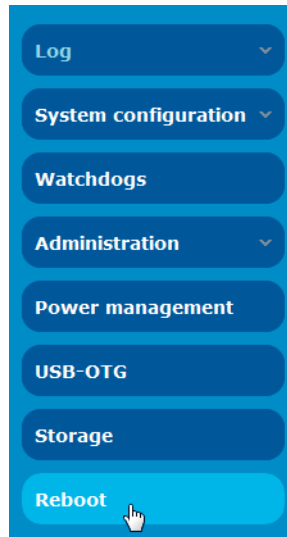 Log
System configuration
Watchdogs
Administration
Power management
USB-OTG
Storage
Reboot